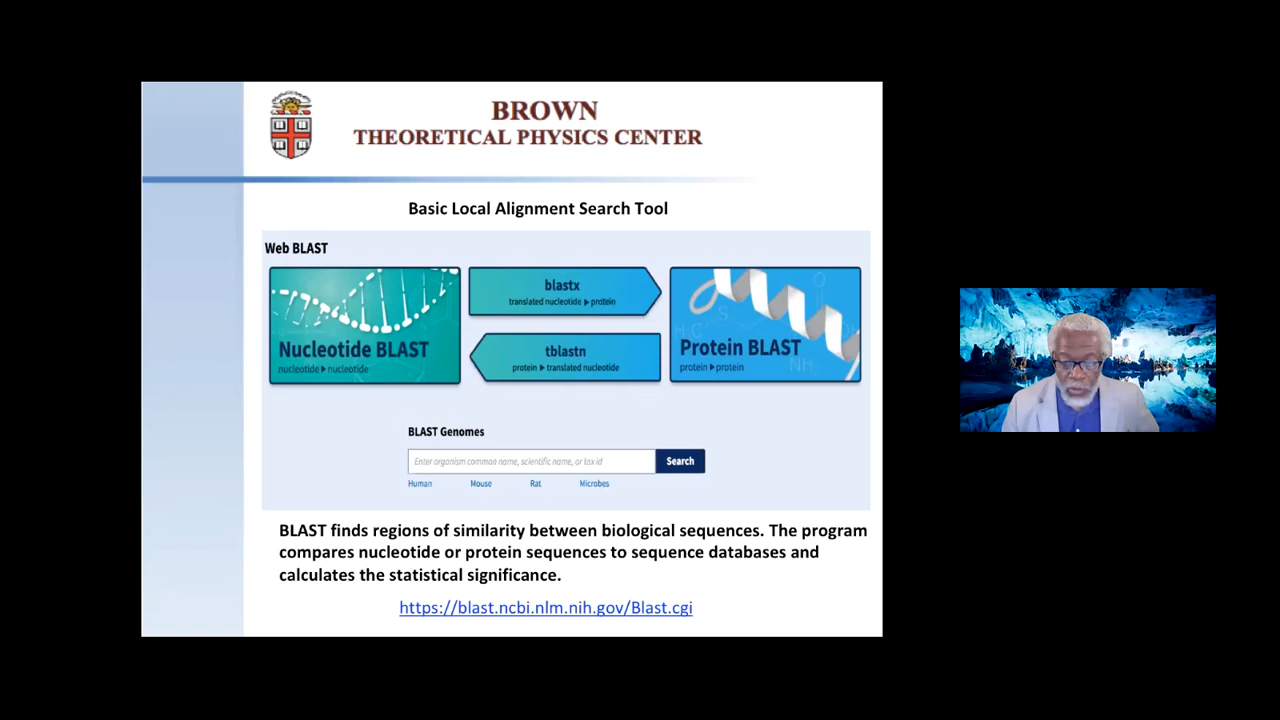 BROWN
THEORETICAL PHYSICS CENTER
Basic Local Alignment Search Tool
Web BLAST
Nucleotide BLAST
nucleotide ▶ nucleotide
blastx
translated nucleotide ▶ protein
tblastn
protein ▶ translated nucleotide
Protein BLAST
protein ▶ protein
H₃C
S
O
NH
BLAST Genomes
Enter organism common name, scientific name, or tax id
Search
Human Mouse Rat Microbes
BLAST finds regions of similarity between biological sequences. The program
compares nucleotide or protein sequences to sequence databases and
calculates the statistical significance.
https://blast.ncbi.nlm.nih.gov/Blast.cgi